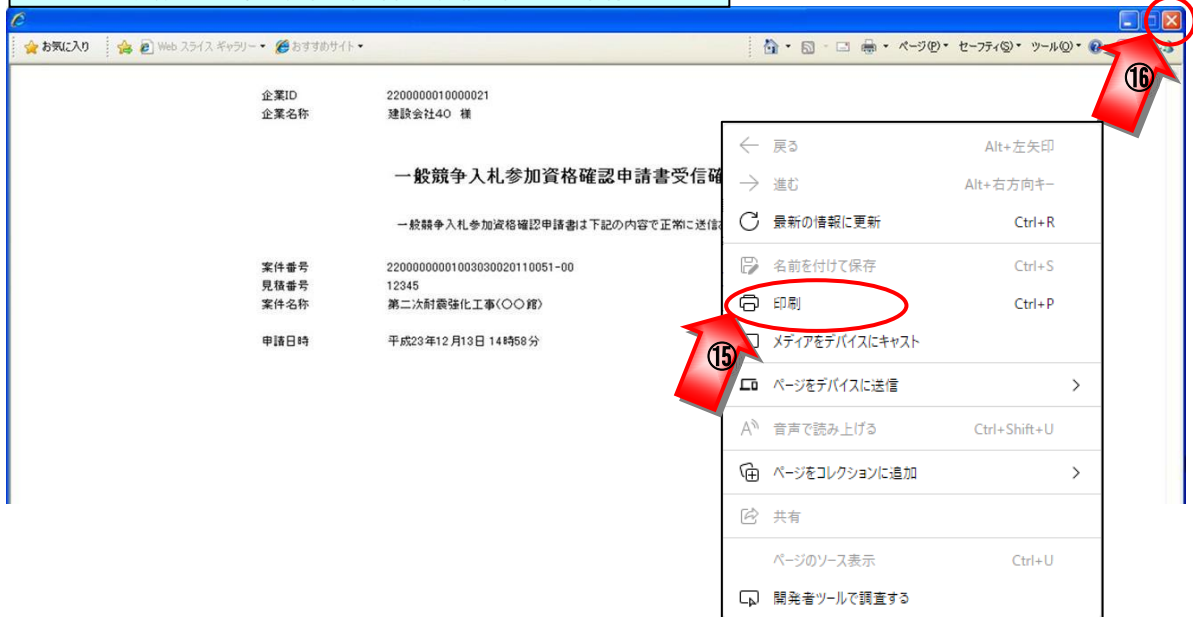 お気に入り Web スライス ギャラリー おすすめサイト ページ(P) セーフティ(S) ツール(O)
⑯
企業ID 2200000010000021
企業名称 建設会社40 様
一般競争入札参加資格確認申請書受信確
一般競争入札参加資格確認申請書は下記の内容で正常に送信
案件番号 22000000001003030020110051-00
見積番号 12345
案件名称 第二次耐震強化工事(〇〇館)
申請日時 平成23年12月13日 14時58分
戻る Alt+左矢印
進む Alt+右方向キー
最新の情報に更新 Ctrl+R
名前を付けて保存 Ctrl+S
印刷 Ctrl+P
⑮
メディアをデバイスにキャスト
ページをデバイスに送信
音声で読み上げる Ctrl+Shift+U
ページをコレクションに追加
共有
ページのソース表示 Ctrl+U
開発者ツールで調査する